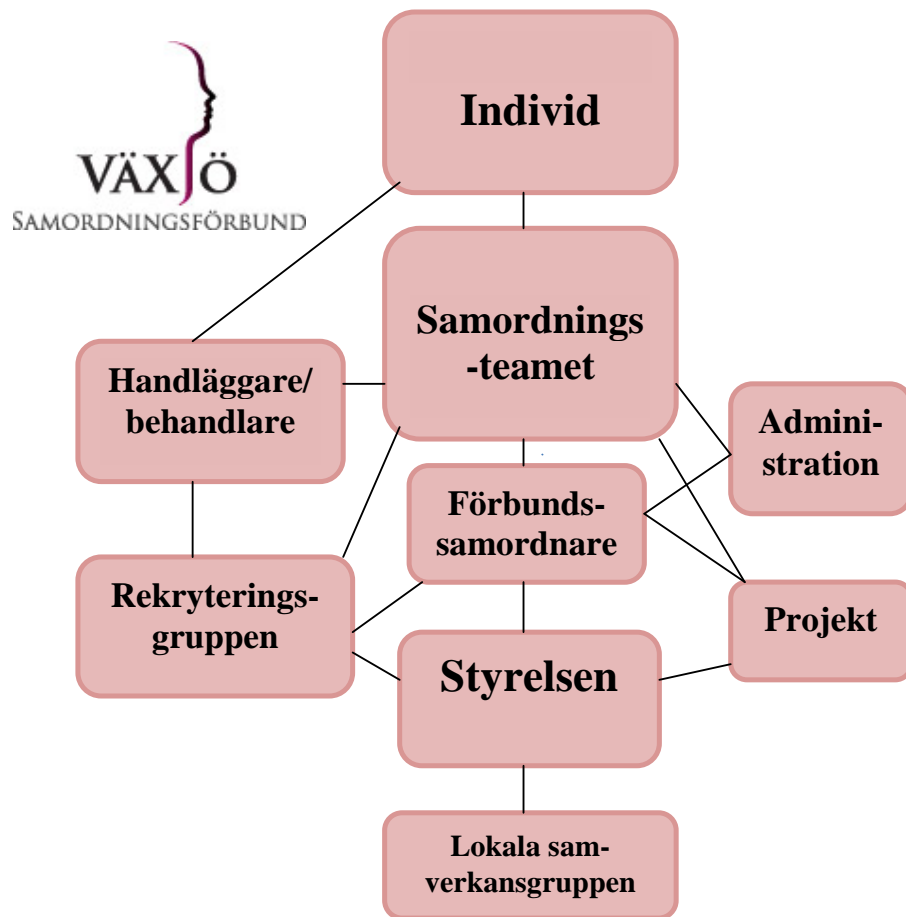 VÄXJÖ
SAMORDNINGSFÖRBUND
Individ
Samordnings
-teamet
Handläggare/
behandlare
Admini-
stration
Förbunds-
samordnare
Rekryterings-
gruppen
Projekt
Styrelsen
Lokala sam-
verkansgruppen